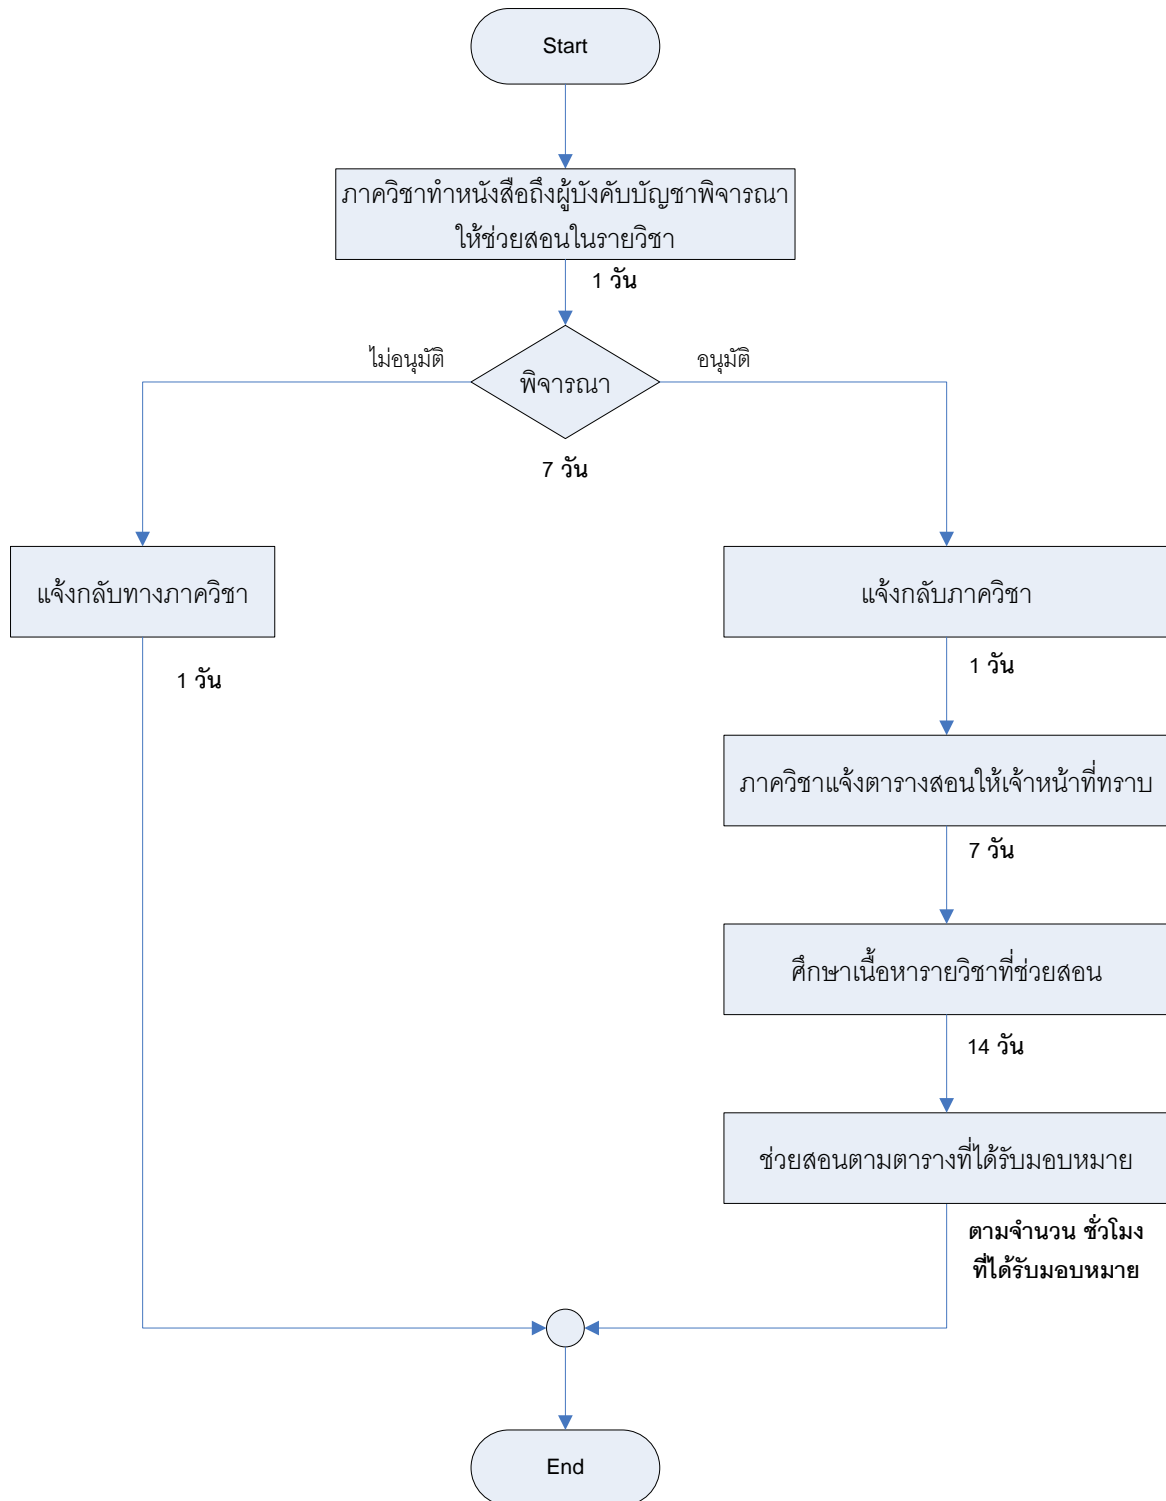 Start
ภาควิชาทำหนังสือถึงผู้บังคับบัญชาพิจารณา
ให้ช่วยสอนในรายวิชา
1 วัน
ไม่อนุมัติ
อนุมัติ
พิจารณา
7 วัน
แจ้งกลับทางภาควิชา
1 วัน
แจ้งกลับภาควิชา
1 วัน
ภาควิชาแจ้งตารางสอนให้เจ้าหน้าที่ทราบ
7 วัน
ศึกษาเนื้อหารายวิชาที่ช่วยสอน
14 วัน
ช่วยสอนตามตารางที่ได้รับมอบหมาย
ตามจำนวน ชั่วโมง
ที่ได้รับมอบหมาย
End